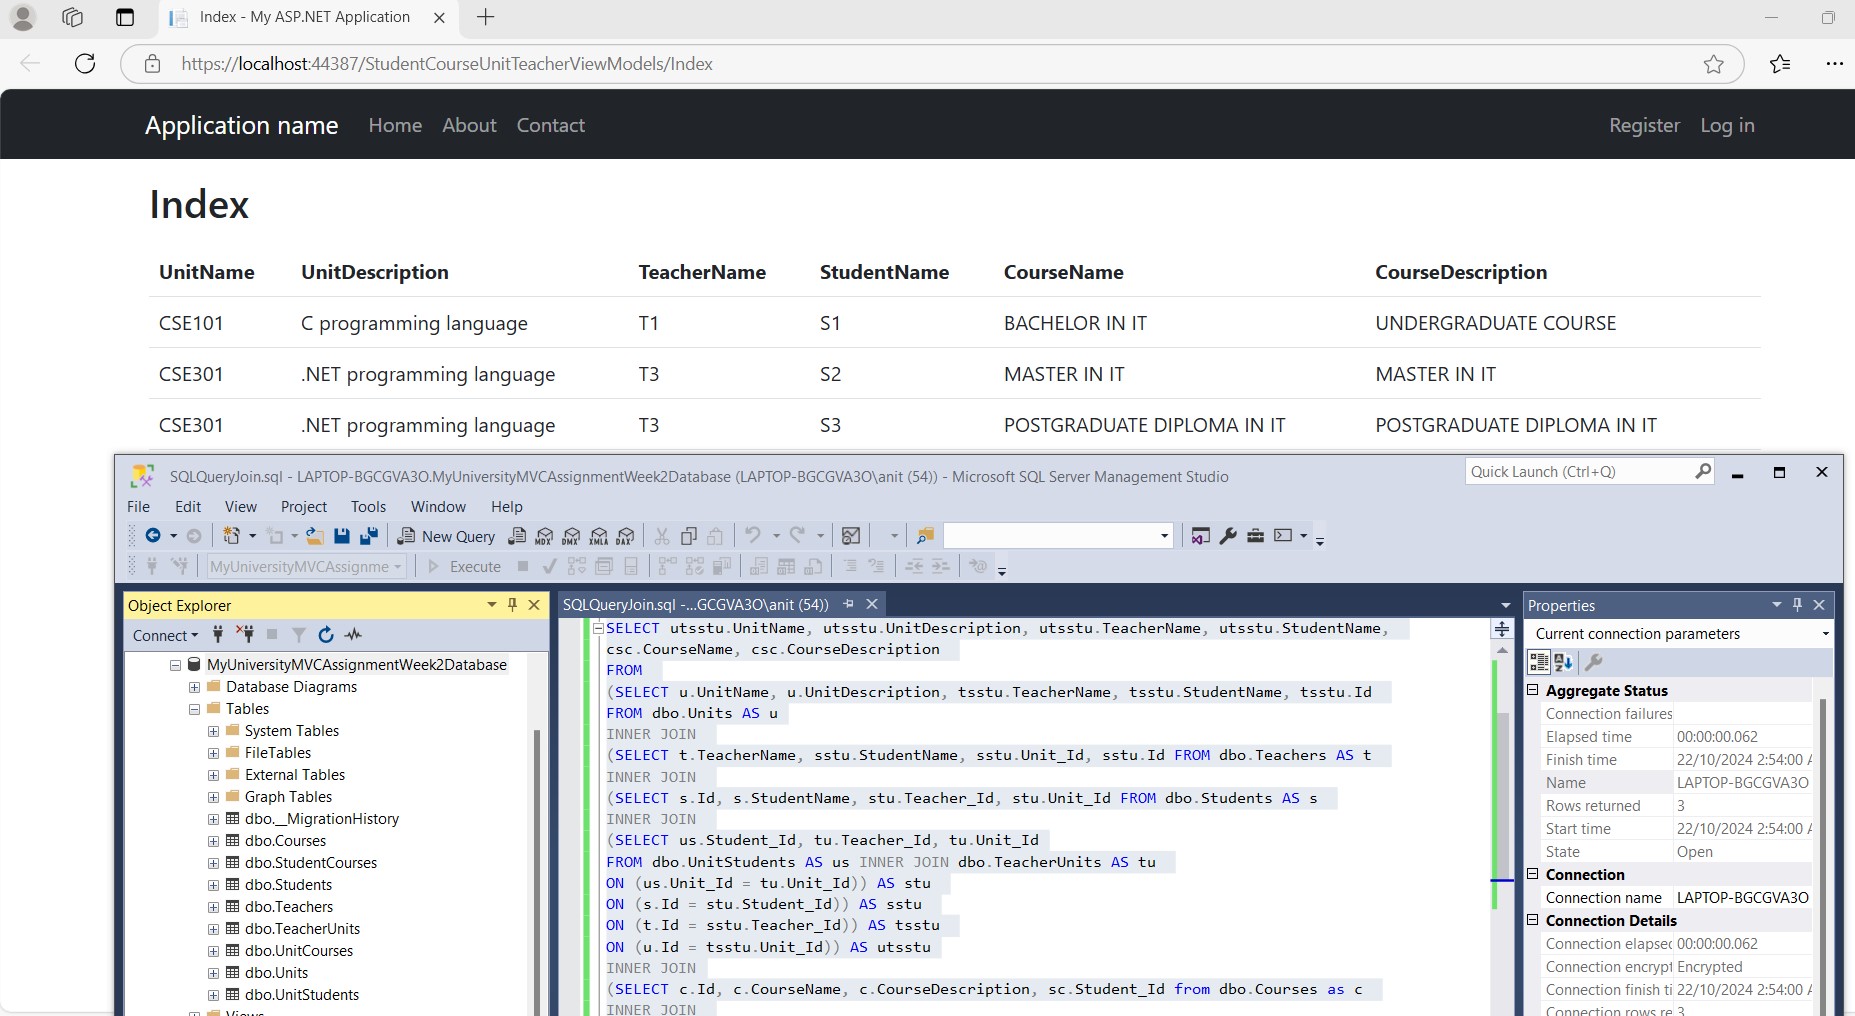 Index - My ASP.NET Application
https://localhost:44387/StudentCourseUnitTeacherViewModels/Index
Application name Home About Contact Register Log in
Index
UnitName UnitDescription TeacherName StudentName CourseName CourseDescription
CSE101 C programming language T1 S1 BACHELOR IN IT UNDERGRADUATE COURSE
CSE301 .NET programming language T3 S2 MASTER IN IT MASTER IN IT
CSE301 .NET programming language T3 S3 POSTGRADUATE DIPLOMA IN IT POSTGRADUATE DIPLOMA IN IT
SQLQueryJoin.sql - LAPTOP-BGCGVA3O.MyUniversityMVCAssignmentWeek2Database (LAPTOP-BGCGVA3O\anit (54)) - Microsoft SQL Server Management Studio
Quick Launch (Ctrl+Q)
File Edit View Project Tools Window Help
New Query MDX DMX XMLA DAX
MyUniversityMVCAssignme Execute
Object Explorer
Connect
MyUniversityMVCAssignmentWeek2Database
Database Diagrams
Tables
System Tables
FileTables
External Tables
Graph Tables
dbo.__MigrationHistory
dbo.Courses
dbo.StudentCourses
dbo.Students
dbo.Teachers
dbo.TeacherUnits
dbo.UnitCourses
dbo.Units
dbo.UnitStudents
Views
SQLQueryJoin.sql -...GCGVA3O\anit (54))
SELECT utsstu.UnitName, utsstu.UnitDescription, utsstu.TeacherName, utsstu.StudentName,
csc.CourseName, csc.CourseDescription
FROM
(SELECT u.UnitName, u.UnitDescription, tsstu.TeacherName, tsstu.StudentName, tsstu.Id
FROM dbo.Units AS u
INNER JOIN
(SELECT t.TeacherName, sstu.StudentName, sstu.Unit_Id, sstu.Id FROM dbo.Teachers AS t
INNER JOIN
(SELECT s.Id, s.StudentName, stu.Teacher_Id, stu.Unit_Id FROM dbo.Students AS s
INNER JOIN
(SELECT us.Student_Id, tu.Teacher_Id, tu.Unit_Id
FROM dbo.UnitStudents AS us INNER JOIN dbo.TeacherUnits AS tu
ON (us.Unit_Id = tu.Unit_Id)) AS stu
ON (s.Id = stu.Student_Id)) AS sstu
ON (t.Id = sstu.Teacher_Id)) AS tsstu
ON (u.Id = tsstu.Unit_Id)) AS utsstu
INNER JOIN
(SELECT c.Id, c.CourseName, c.CourseDescription, sc.Student_Id from dbo.Courses as c
INNER JOIN
Properties
Current connection parameters
Aggregate Status
Connection failures
Elapsed time 00:00:00.062
Finish time 22/10/2024 2:54:00 A
Name LAPTOP-BGCGVA3O
Rows returned 3
Start time 22/10/2024 2:54:00 A
State Open
Connection
Connection name LAPTOP-BGCGVA3O
Connection Details
Connection elapsec 00:00:00.062
Connection encrypt Encrypted
Connection finish ti 22/10/2024 2:54:00 A
Connection rows re 3